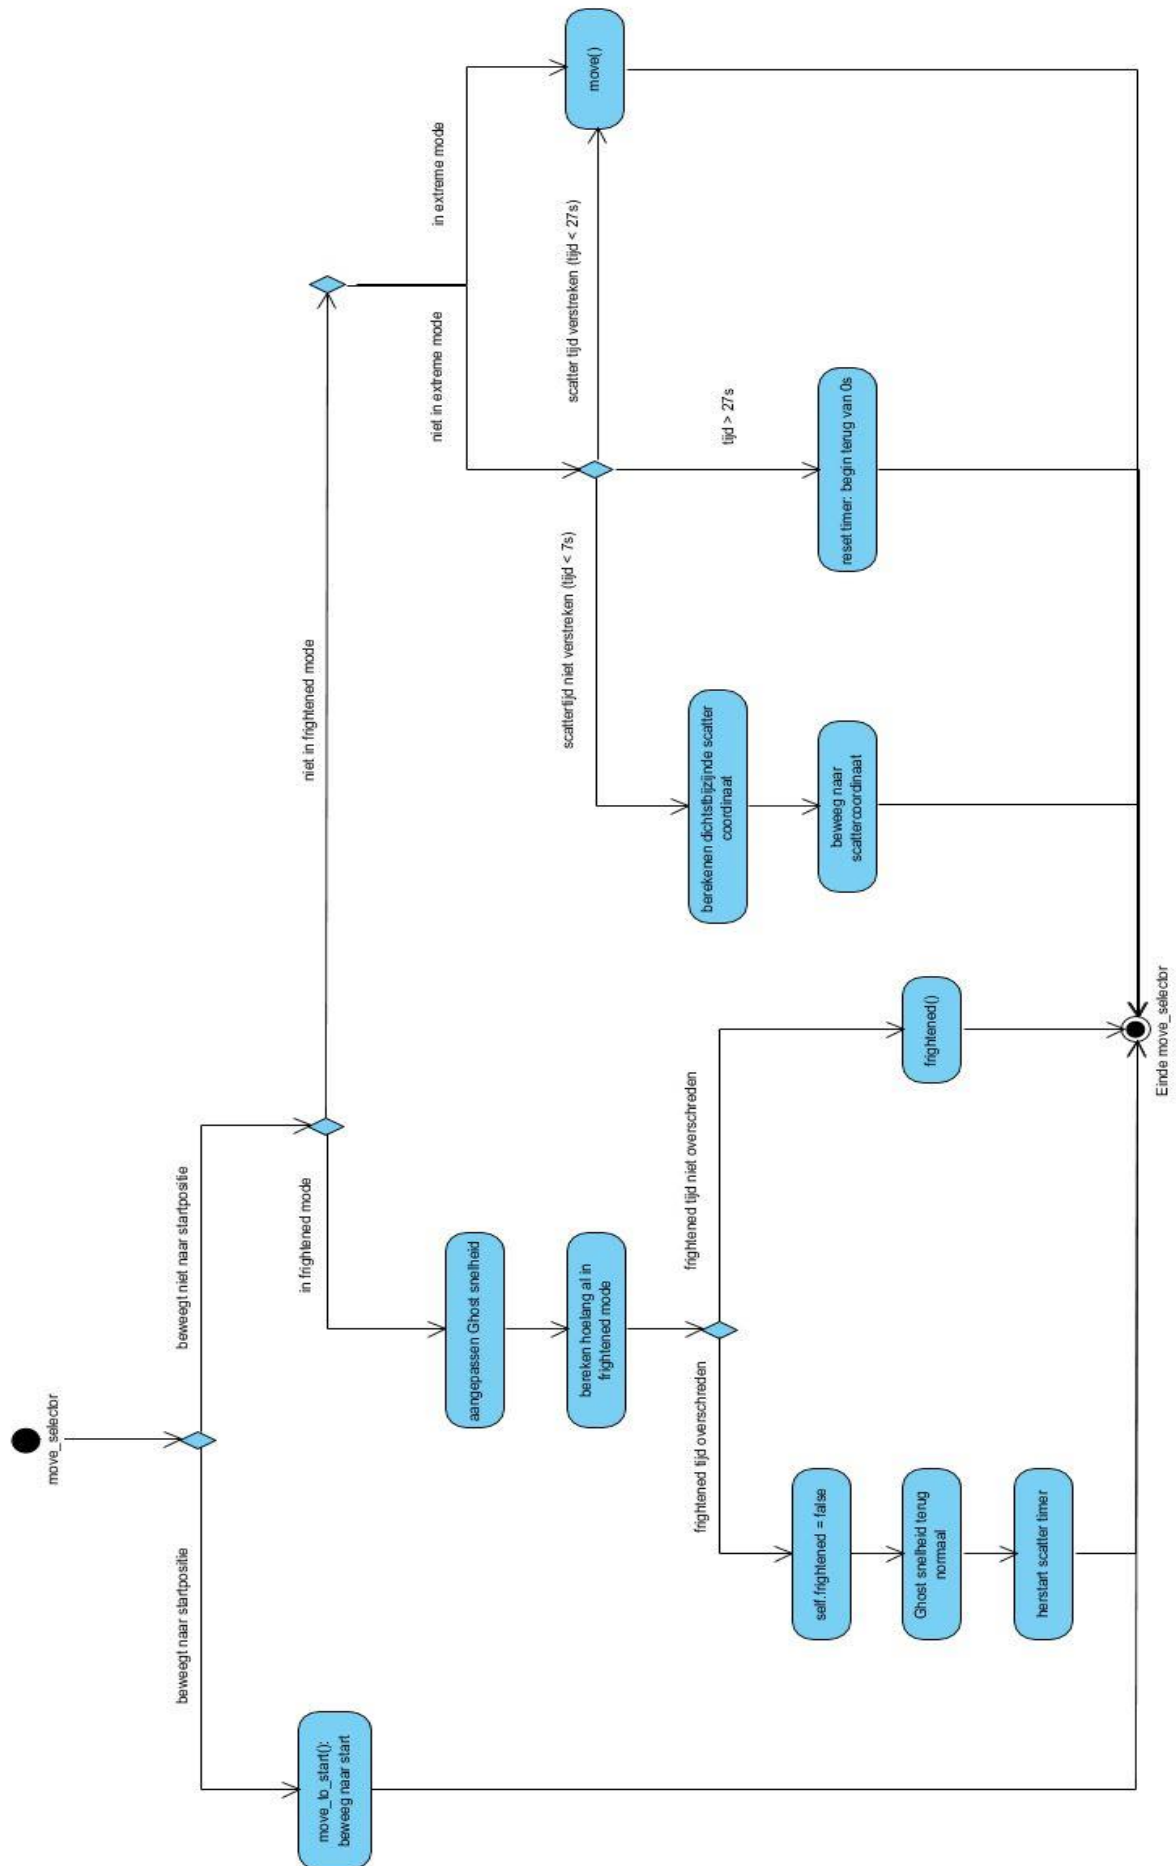 move_selector
beweegt naar startpositie
beweegt niet naar startpositie
move_to_start():
beweeg naar start
in frightened mode
niet in frightened mode
aangepassen Ghost snelheid
bereken hoelang al in
frightened mode
frightened tijd overschreden
frightened tijd niet overschreden
self.frightened = false
Ghost snelheid terug
normaal
herstart scatter timer
frightened()
niet in extreme mode
in extreme mode
scattertijd niet verstreken (tijd < 7s)
scatter tijd verstreken (tijd < 27s)
move()
berekenen dichtstbijzijnde scatter
coordinaat
tijd > 27s
beweeg naar
scattercoordinaat
reset timer: begin terug van 0s
Einde move_selector